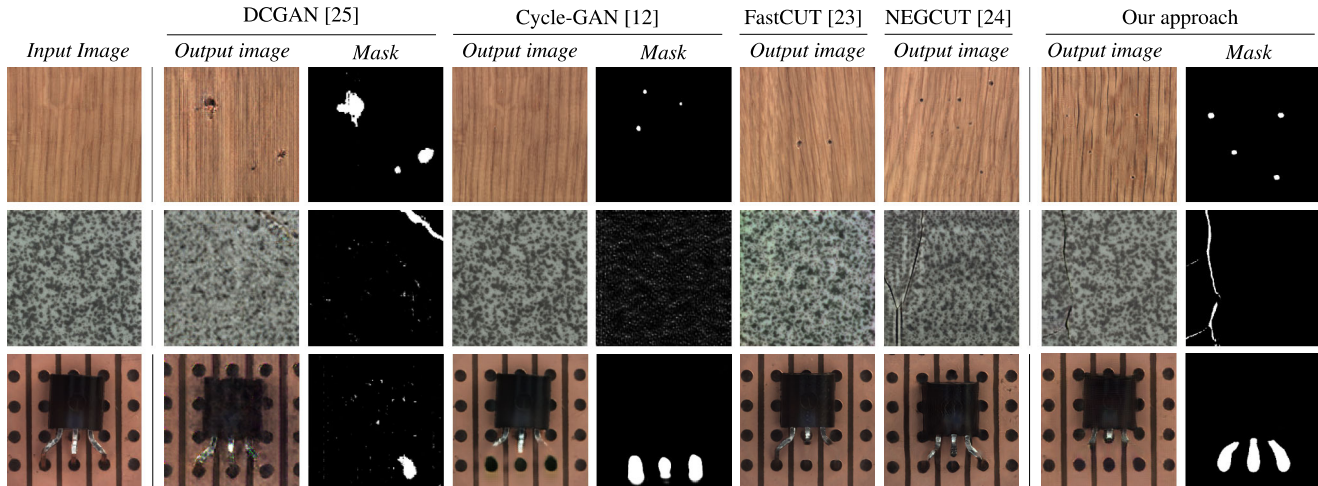 DCGAN [25] Cycle-GAN [12] FastCUT [23] NEGCUT [24] Our approach
Input Image Output image Mask Output image Mask Output image Output image Output image Mask